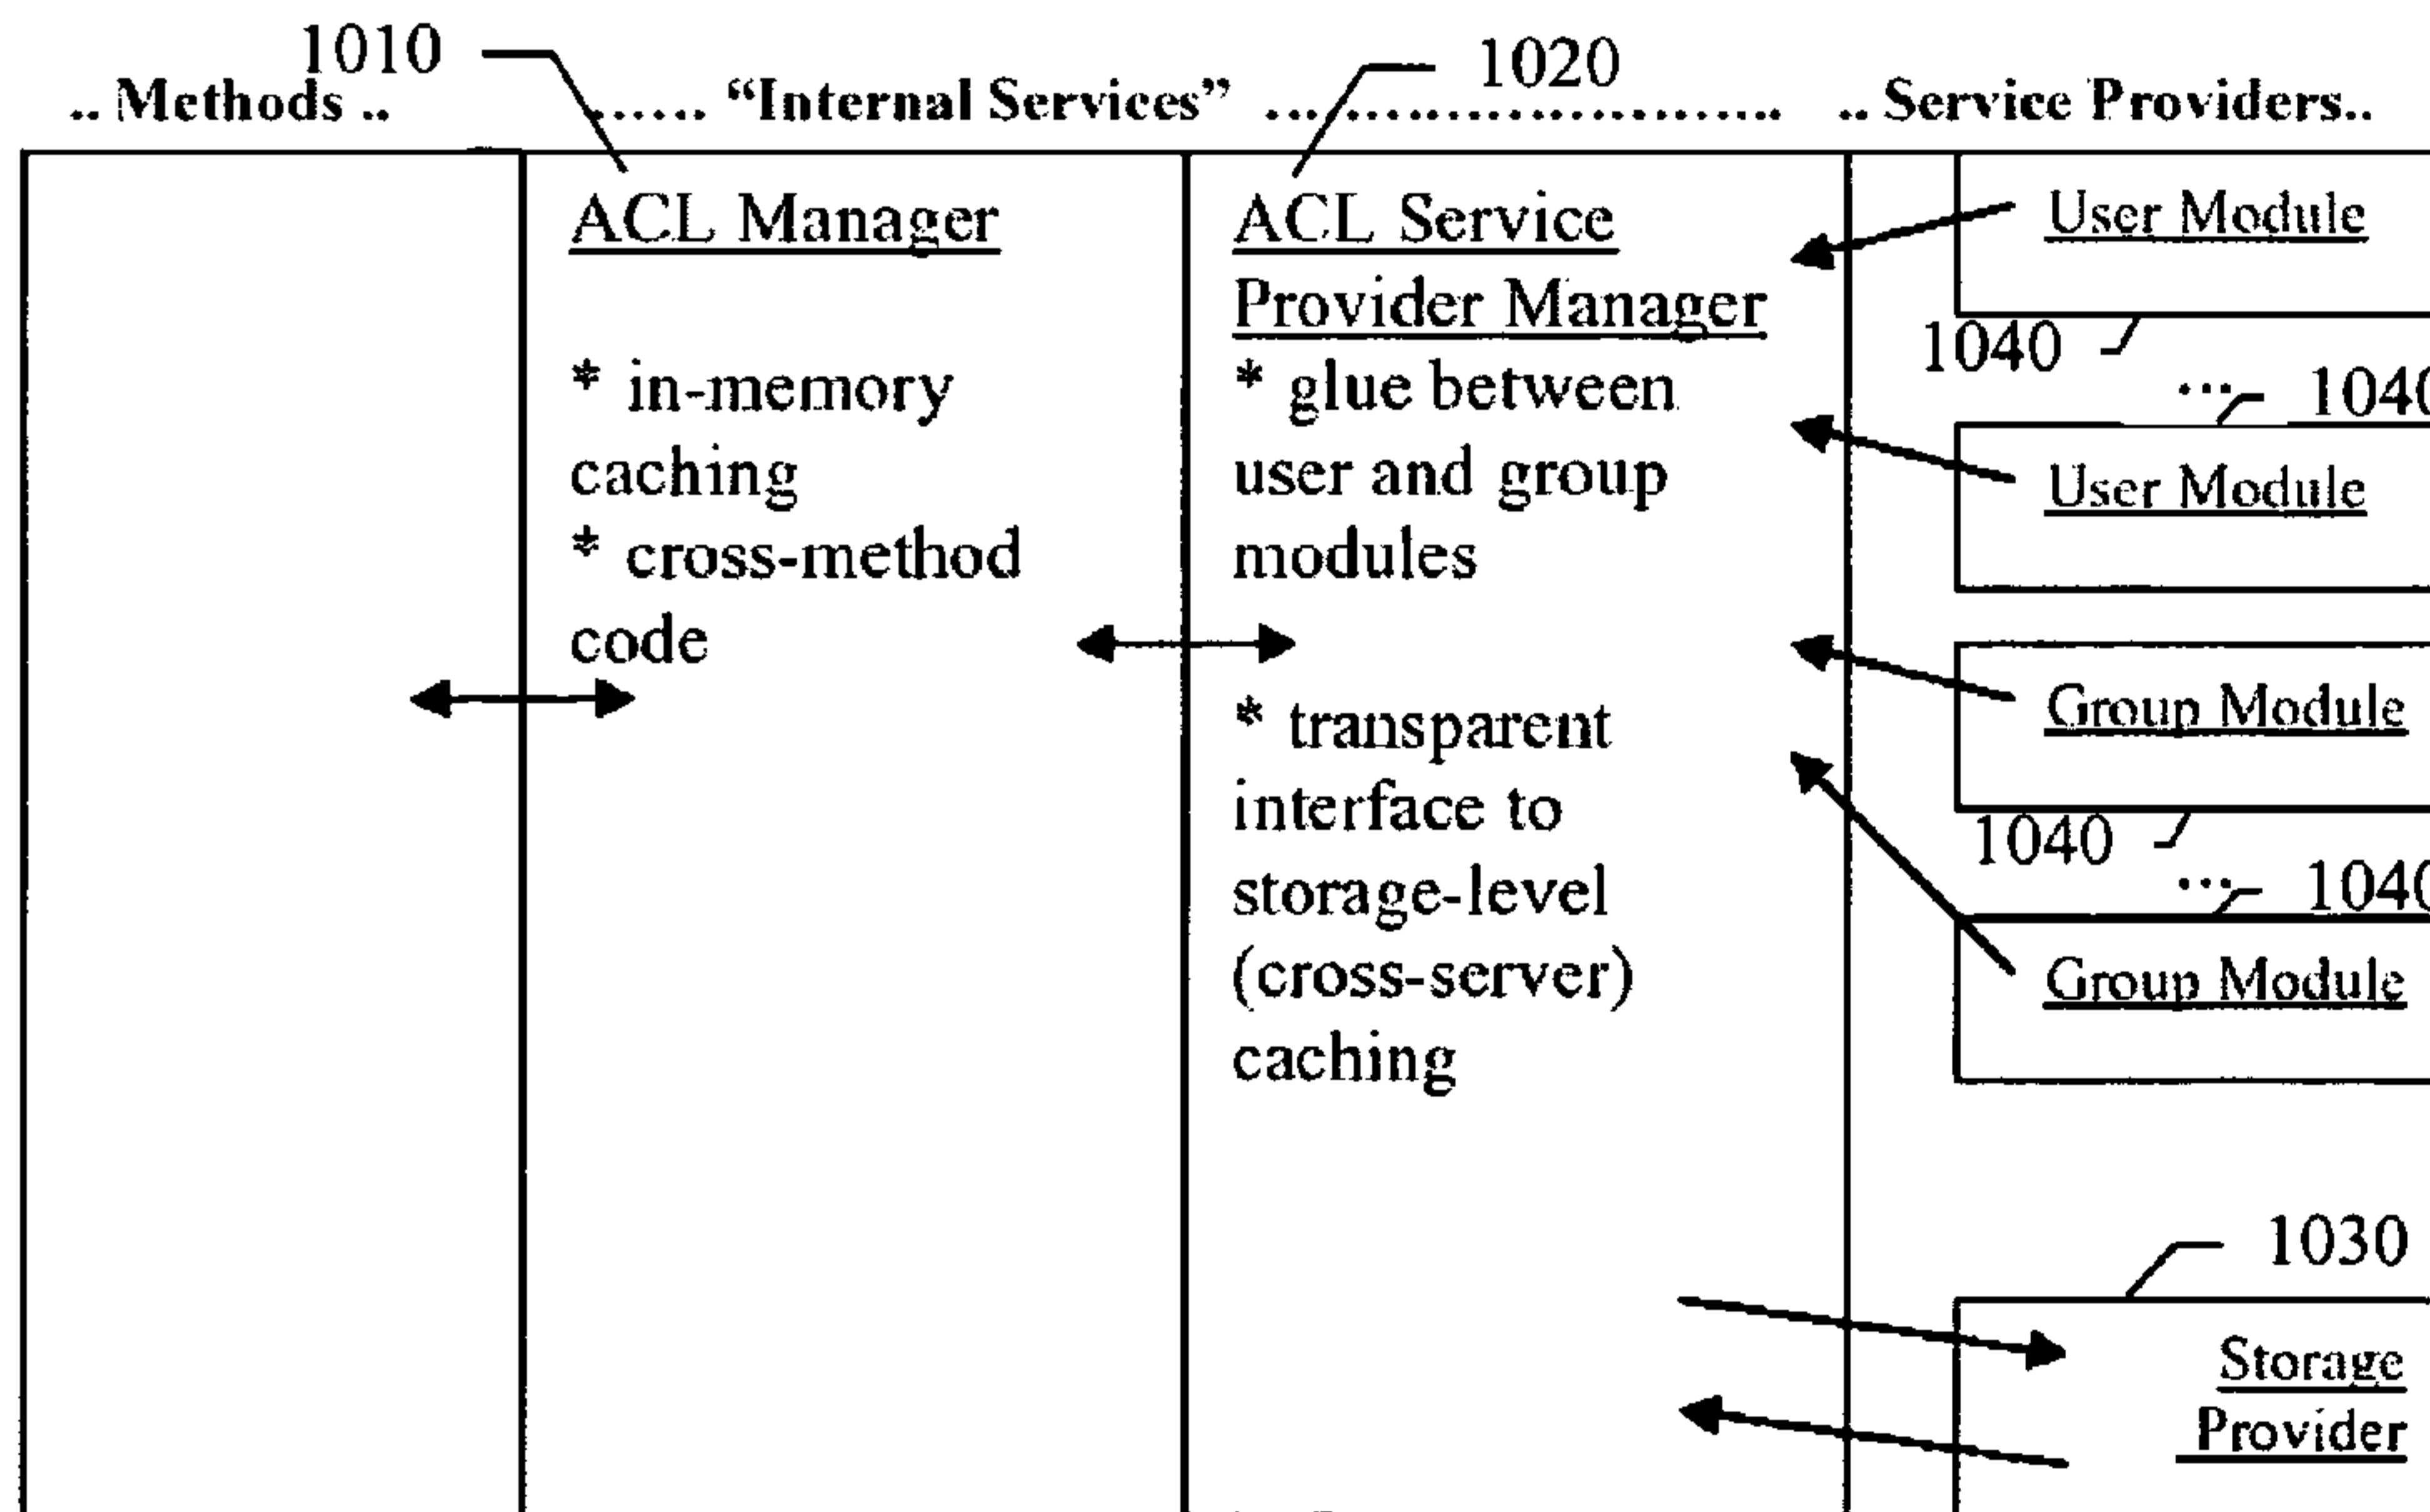 1010
1020
.. Methods ..
...... “Internal Services” .......................
.. Service Providers..
ACL Manager
* in-memory
caching
* cross-method
code
ACL Service
Provider Manager
* glue between
user and group
modules
* transparent
interface to
storage-level
(cross-server)
caching
User Module
1040
... 1040
User Module
Group Module
1040
... 1040
Group Module
1030
Storage
Provider